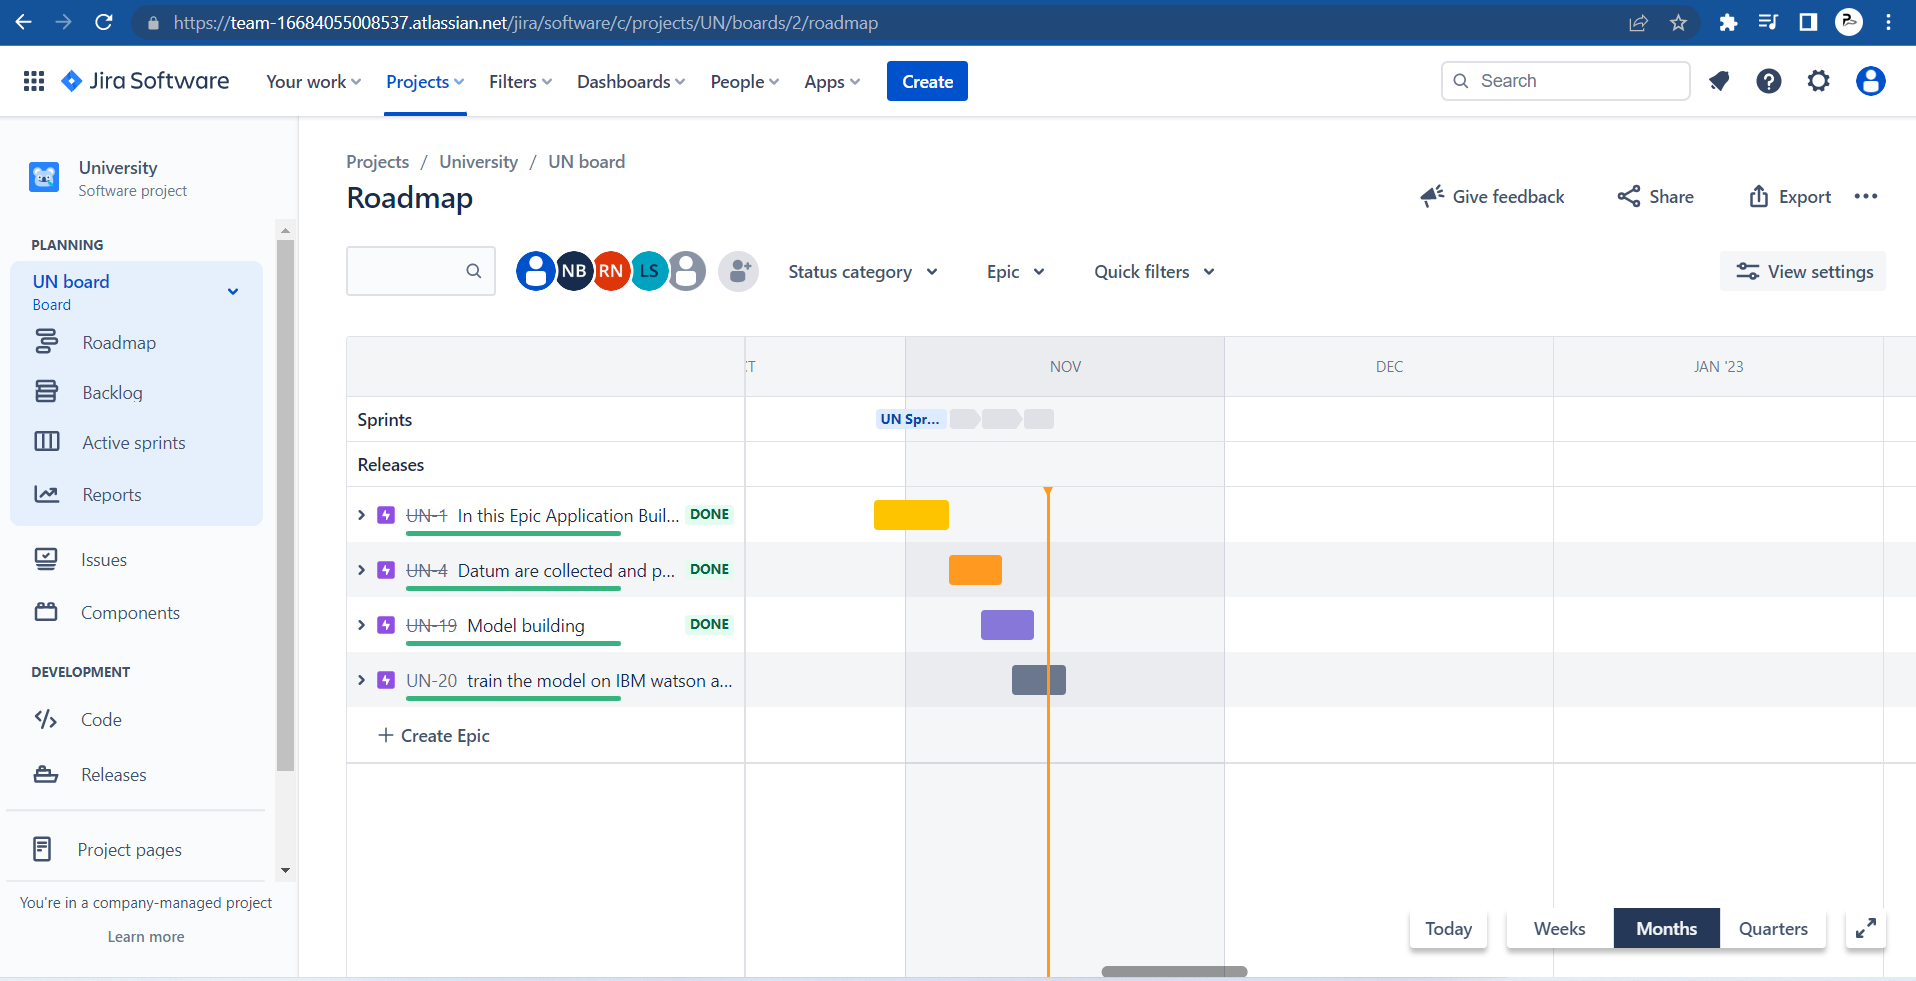 https://team-16684055008537.atlassian.net/jira/software/c/projects/UN/boards/2/roadmap
Jira Software
Your work
Projects
Filters
Dashboards
People
Apps
Create
Search
University
Software project
PLANNING
UN board
Board
Roadmap
Backlog
Active sprints
Reports
Issues
Components
DEVELOPMENT
Code
Releases
Project pages
You're in a company-managed project
Learn more
Projects / University / UN board
Roadmap
Give feedback
Share
Export
NB
RN
LS
Status category
Epic
Quick filters
View settings
NOV
DEC
JAN '23
Sprints
UN Spr...
Releases
UN-1 In this Epic Application Buil... DONE
UN-4 Datum are collected and p... DONE
UN-19 Model building DONE
UN-20 train the model on IBM watson a...
+ Create Epic
Today
Weeks
Months
Quarters